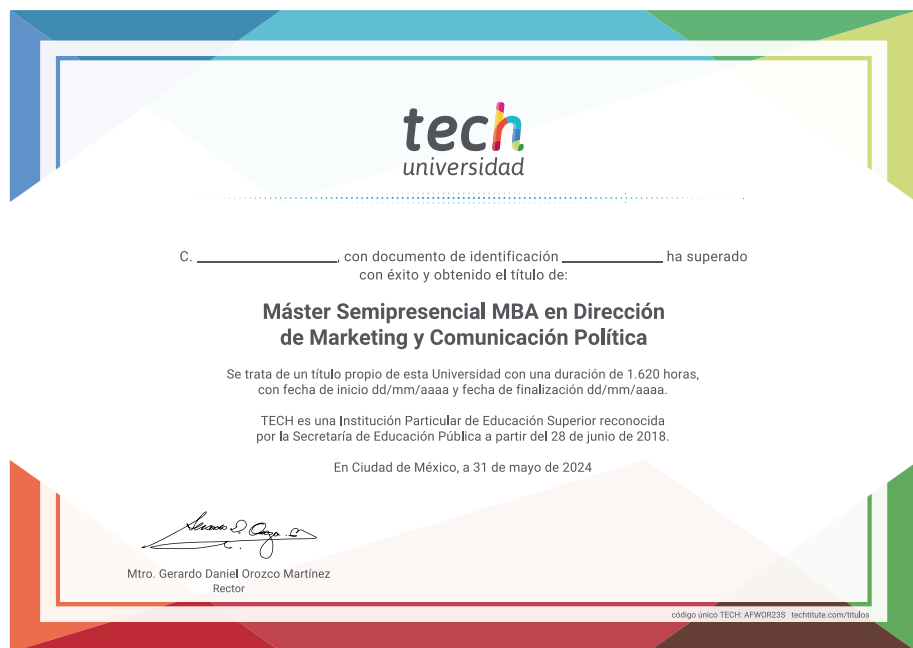 tech
universidad
C. ____________________, con documento de identificación ______________ ha superado
con éxito y obtenido el título de:
Máster Semipresencial MBA en Dirección
de Marketing y Comunicación Política
Se trata de un título propio de esta Universidad con una duración de 1.620 horas,
con fecha de inicio dd/mm/aaaa y fecha de finalización dd/mm/aaaa.
TECH es una Institución Particular de Educación Superior reconocida
por la Secretaría de Educación Pública a partir del 28 de junio de 2018.
En Ciudad de México, a 31 de mayo de 2024
Mtro. Gerardo Daniel Orozco Martínez
Rector
código único TECH: AFWOR23S techtitute.com/titulos